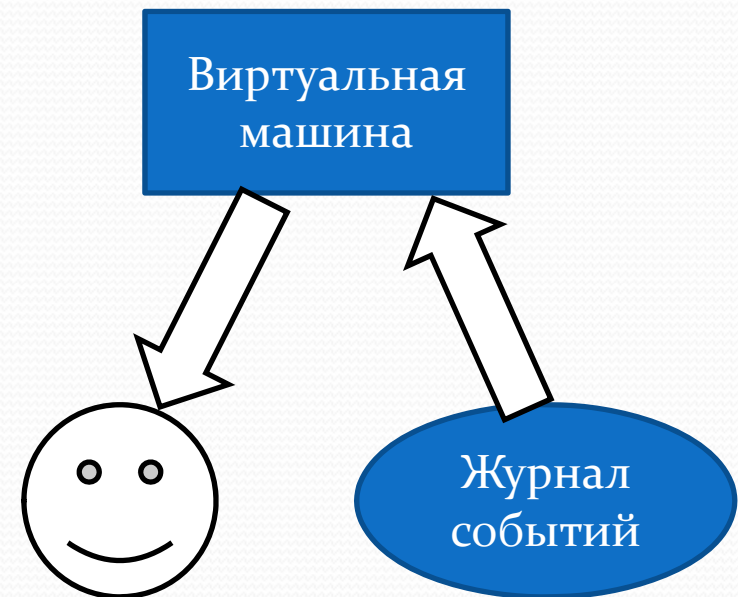 Виртуальная
машина
Журнал
событий